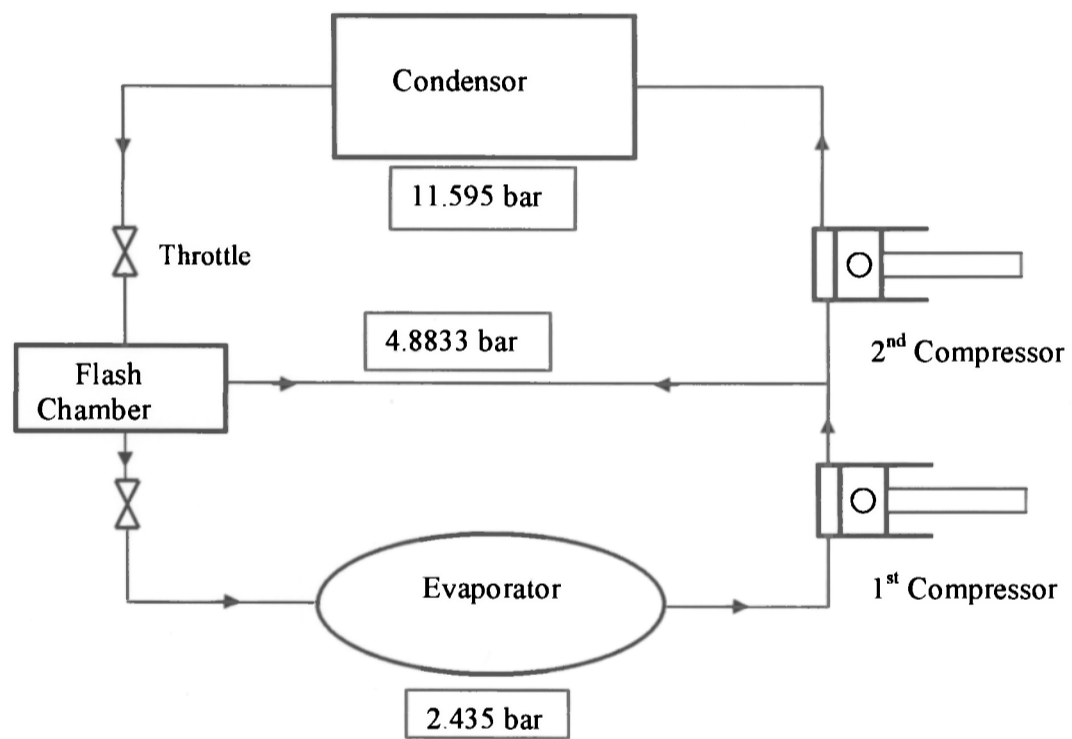 Condensor
11.595 bar
Throttle
4.8833 bar
2nd Compressor
Flash
Chamber
Evaporator
1st Compressor
2.435 bar